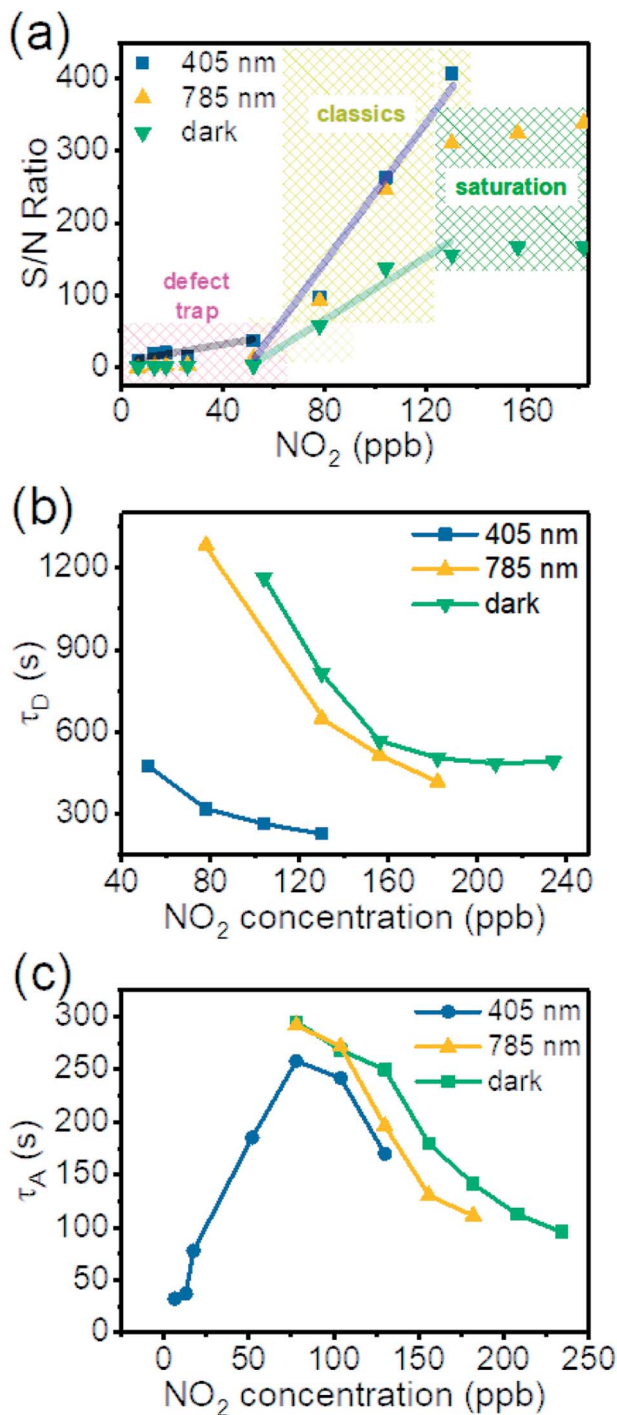 (a)
405 nm
785 nm
dark
classics
saturation
defect
trap
S/N Ratio
400
300
200
100
0
0 40 80 120 160
NO₂ (ppb)
(b)
405 nm
785 nm
dark
τD (s)
1200
900
600
300
40 80 120 160 200 240
NO₂ concentration (ppb)
(c)
405 nm
785 nm
dark
τA (s)
300
250
200
150
100
50
0
0 50 100 150 200 250
NO₂ concentration (ppb)